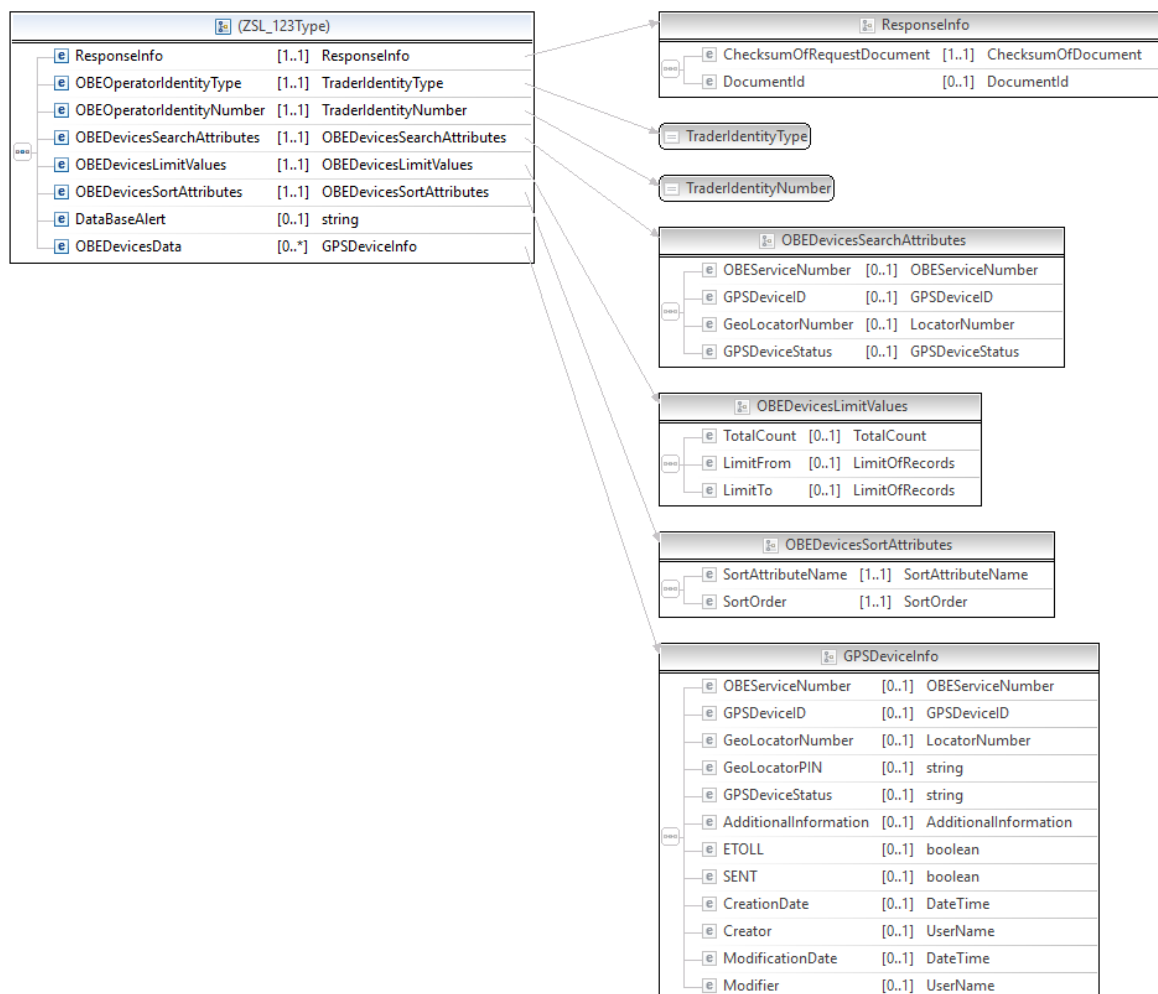 (ZSL_123Type)
e ResponseInfo [1..1] ResponseInfo
e OBEOperatorIdentityType [1..1] TraderIdentityType
e OBEOperatorIdentityNumber [1..1] TraderIdentityNumber
e OBEDevicesSearchAttributes [1..1] OBEDevicesSearchAttributes
e OBEDevicesLimitValues [1..1] OBEDevicesLimitValues
e OBEDevicesSortAttributes [1..1] OBEDevicesSortAttributes
e DataBaseAlert [0..1] string
e OBEDevicesData [0..*] GPSDeviceInfo
ResponseInfo
e ChecksumOfRequestDocument [1..1] ChecksumOfDocument
e DocumentId [0..1] DocumentId
TraderIdentityType
TraderIdentityNumber
OBEDevicesSearchAttributes
e OBEServiceNumber [0..1] OBEServiceNumber
e GPSDeviceID [0..1] GPSDeviceID
e GeoLocatorNumber [0..1] LocatorNumber
e GPSDeviceStatus [0..1] GPSDeviceStatus
OBEDevicesLimitValues
e TotalCount [0..1] TotalCount
e LimitFrom [0..1] LimitOfRecords
e LimitTo [0..1] LimitOfRecords
OBEDevicesSortAttributes
e SortAttributeName [1..1] SortAttributeName
e SortOrder [1..1] SortOrder
GPSDeviceInfo
e OBEServiceNumber [0..1] OBEServiceNumber
e GPSDeviceID [0..1] GPSDeviceID
e GeoLocatorNumber [0..1] LocatorNumber
e GeoLocatorPIN [0..1] string
e GPSDeviceStatus [0..1] string
e AdditionalInformation [0..1] AdditionalInformation
e ETOLL [0..1] boolean
e SENT [0..1] boolean
e CreationDate [0..1] DateTime
e Creator [0..1] UserName
e ModificationDate [0..1] DateTime
e Modifier [0..1] UserName